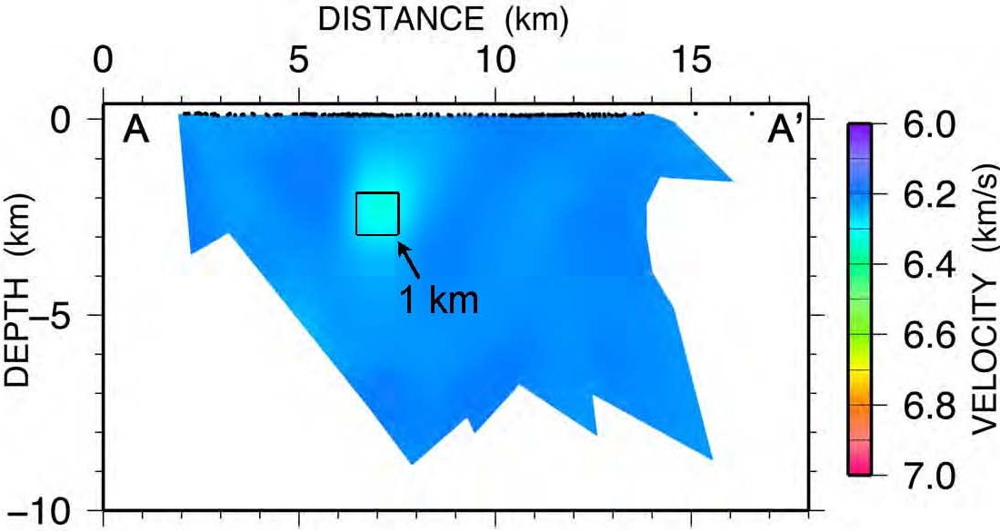 DISTANCE (km)
0 5 10 15
A A'
0
−5
−10
DEPTH (km)
1 km
6.0
6.2
6.4
6.6
6.8
7.0
VELOCITY (km/s)